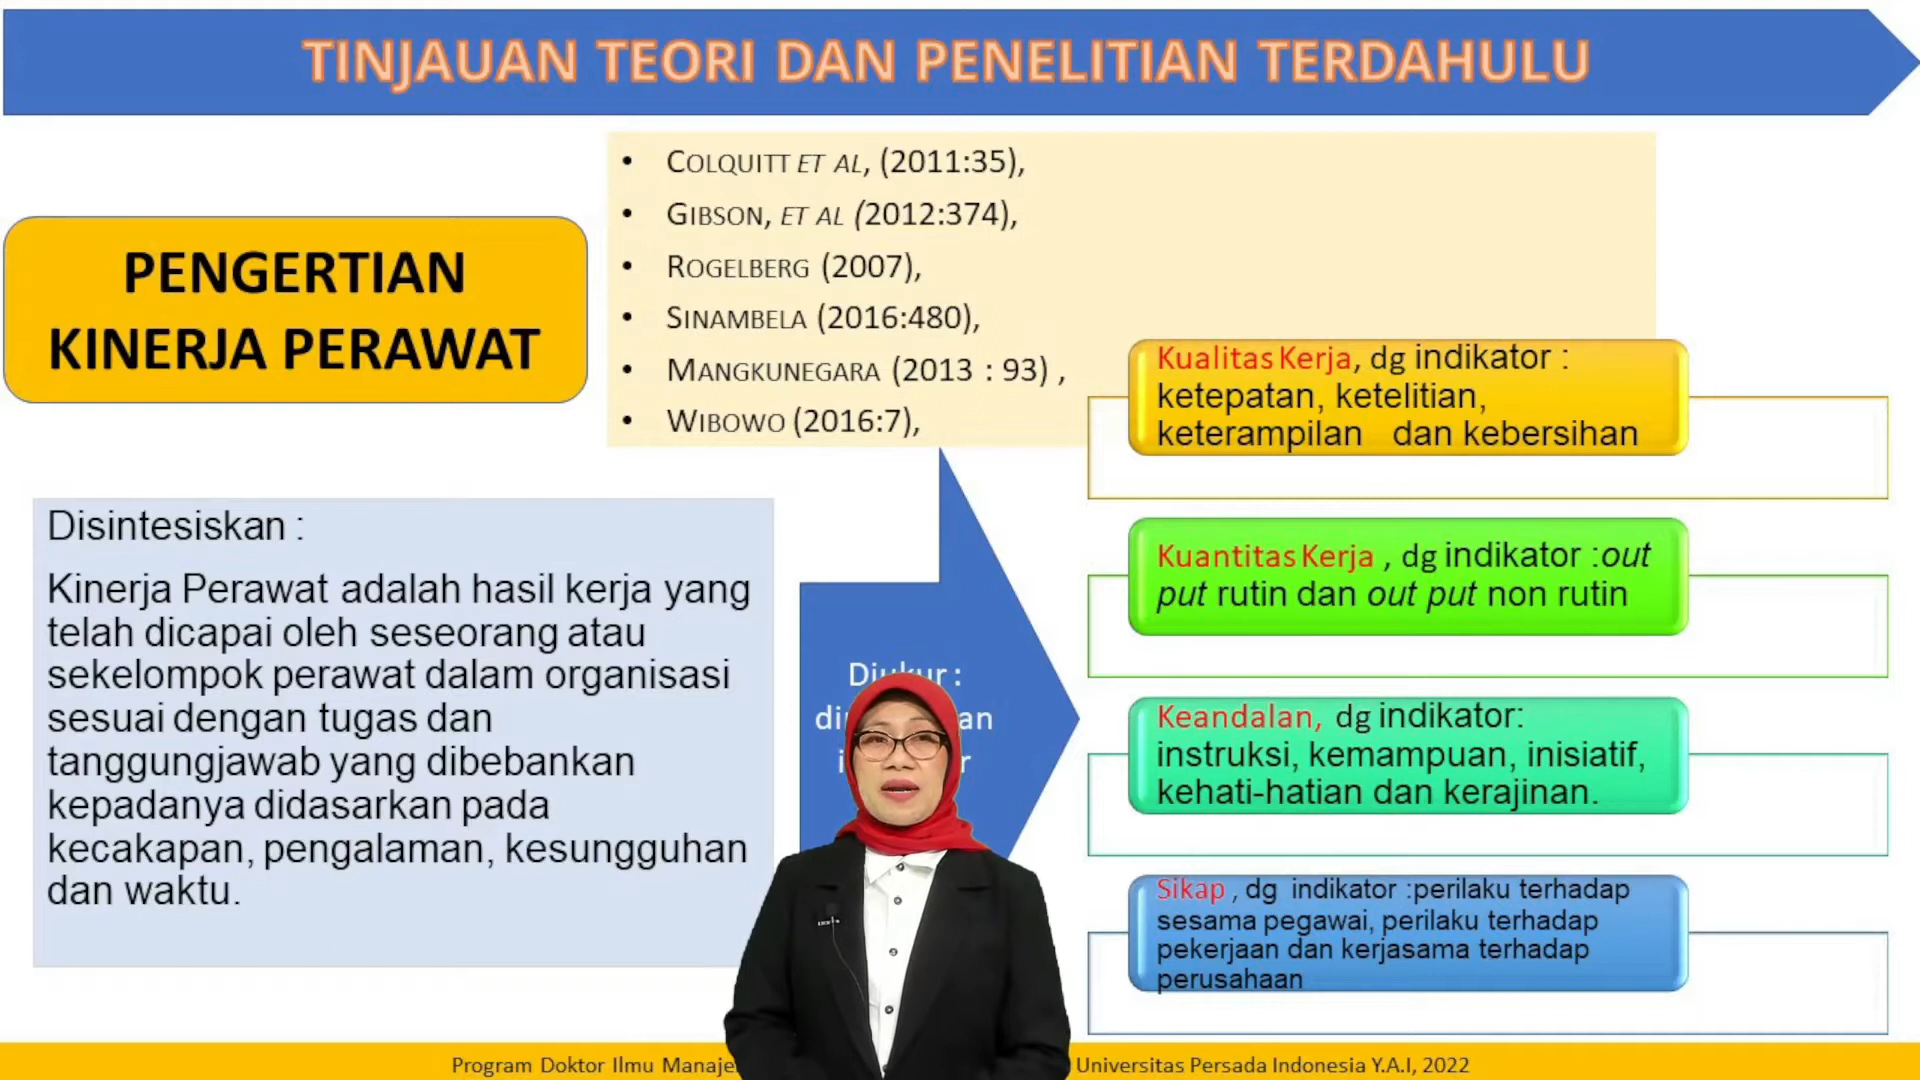 TINJAUAN TEORI DAN PENELITIAN TERDAHULU
PENGERTIAN
KINERJA PERAWAT
• COLQUITT ET AL, (2011:35),
• GIBSON, ET AL (2012:374),
• ROGELBERG (2007),
• SINAMBELA (2016:480),
• MANGKUNEGARA (2013 : 93) ,
• WIBOWO (2016:7),
Disintesiskan :
Kinerja Perawat adalah hasil kerja yang
telah dicapai oleh seseorang atau
sekelompok perawat dalam organisasi
sesuai dengan tugas dan
tanggungjawab yang dibebankan
kepadanya didasarkan pada
kecakapan, pengalaman, kesungguhan
dan waktu.
Diukur :
Kualitas Kerja, dg indikator :
ketepatan, ketelitian,
keterampilan dan kebersihan
Kuantitas Kerja , dg indikator :out
put rutin dan out put non rutin
Keandalan, dg indikator:
instruksi, kemampuan, inisiatif,
kehati-hatian dan kerajinan.
Sikap , dg indikator :perilaku terhadap
sesama pegawai, perilaku terhadap
pekerjaan dan kerjasama terhadap
perusahaan
Program Doktor Ilmu Universitas Persada Indonesia Y.A.I, 2022